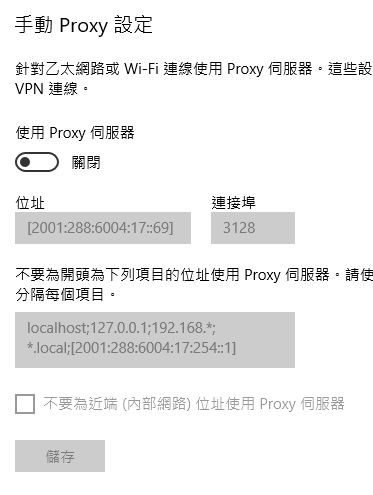 手動 Proxy 設定
針對乙太網路或 Wi-Fi 連線使用 Proxy 伺服器。這些設
VPN 連線。
使用 Proxy 伺服器
關閉
位址 連接埠
[2001:288:6004:17::69] 3128
不要為開頭為下列項目的位址使用 Proxy 伺服器。請使
分隔每個項目。
localhost;127.0.0.1;192.168.*;
*.local;[2001:288:6004:17:254::1]
不要為近端 (內部網路) 位址使用 Proxy 伺服器
儲存